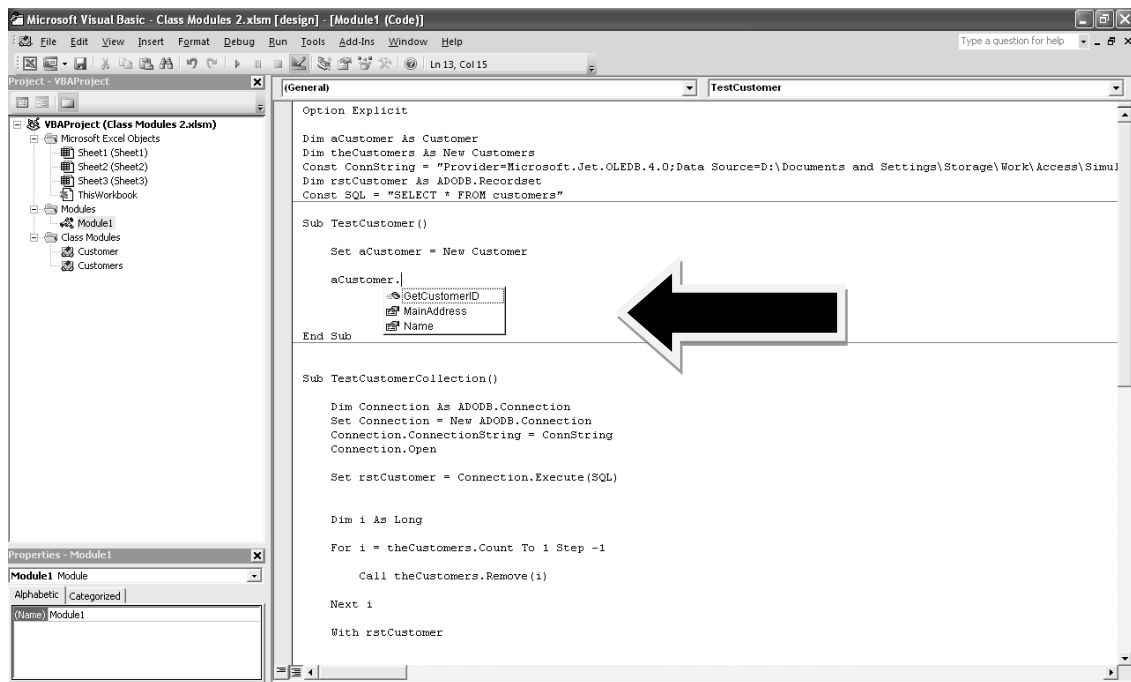 Microsoft Visual Basic - Class Modules 2.xlsm [design] - [Module1 (Code)]
File Edit View Insert Format Debug Run Tools Add-Ins Window Help
Type a question for help
Ln 13, Col 15
Project - VBAProject
VBAProject (Class Modules 2.xlsm)
Microsoft Excel Objects
Sheet1 (Sheet1)
Sheet2 (Sheet2)
Sheet3 (Sheet3)
ThisWorkbook
Modules
Module1
Class Modules
Customer
Customers
Properties - Module1
Module1 Module
Alphabetic Categorized
(Name) Module1
(General) TestCustomer
Option Explicit
Dim aCustomer As Customer
Dim theCustomers As New Customers
Const ConnString = "Provider=Microsoft.Jet.OLEDB.4.0;Data Source=D:\Documents and Settings\Storage\Work\Access\Simul
Dim rstCustomer As ADODB.Recordset
Const SQL = "SELECT * FROM customers"
Sub TestCustomer()
Set aCustomer = New Customer
aCustomer.
GetCustomerID
MainAddress
Name
End Sub
Sub TestCustomerCollection()
Dim Connection As ADODB.Connection
Set Connection = New ADODB.Connection
Connection.ConnectionString = ConnString
Connection.Open
Set rstCustomer = Connection.Execute(SQL)
Dim i As Long
For i = theCustomers.Count To 1 Step -1
Call theCustomers.Remove(i)
Next i
With rstCustomer